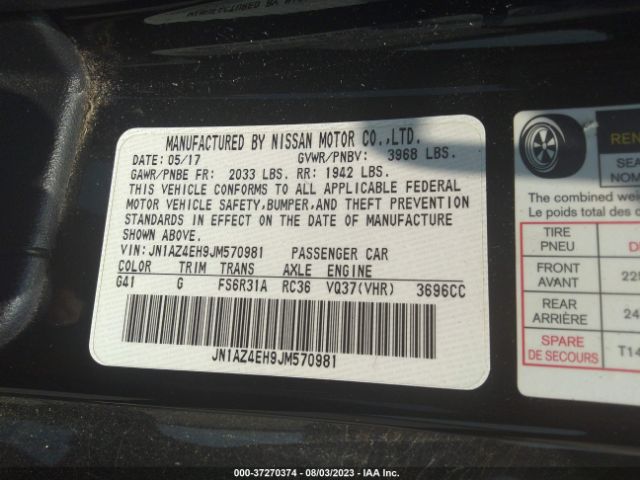 MANUFACTURED BY NISSAN MOTOR CO.,LTD.
DATE: 05/17 GVWR/PNBV: 3968 LBS.
GAWR/PNBE FR: 2033 LBS. RR: 1942 LBS.
THIS VEHICLE CONFORMS TO ALL APPLICABLE FEDERAL
MOTOR VEHICLE SAFETY,BUMPER,AND THEFT PREVENTION
STANDARDS IN EFFECT ON THE DATE OF MANUFACTURE
SHOWN ABOVE.
VIN: JN1AZ4EH9JM570981 PASSENGER CAR
COLOR TRIM TRANS AXLE ENGINE
G41 G FS6R31A RC36 VQ37(VHR) 3696CC
JN1AZ4EH9JM570981
The combined weight
Le poids total des
TIRE
PNEU
FRONT
AVANT
REAR
ARRIÈRE
SPARE
DE SECOURS
000-37270374 - 08/03/2023 - IAA Inc.